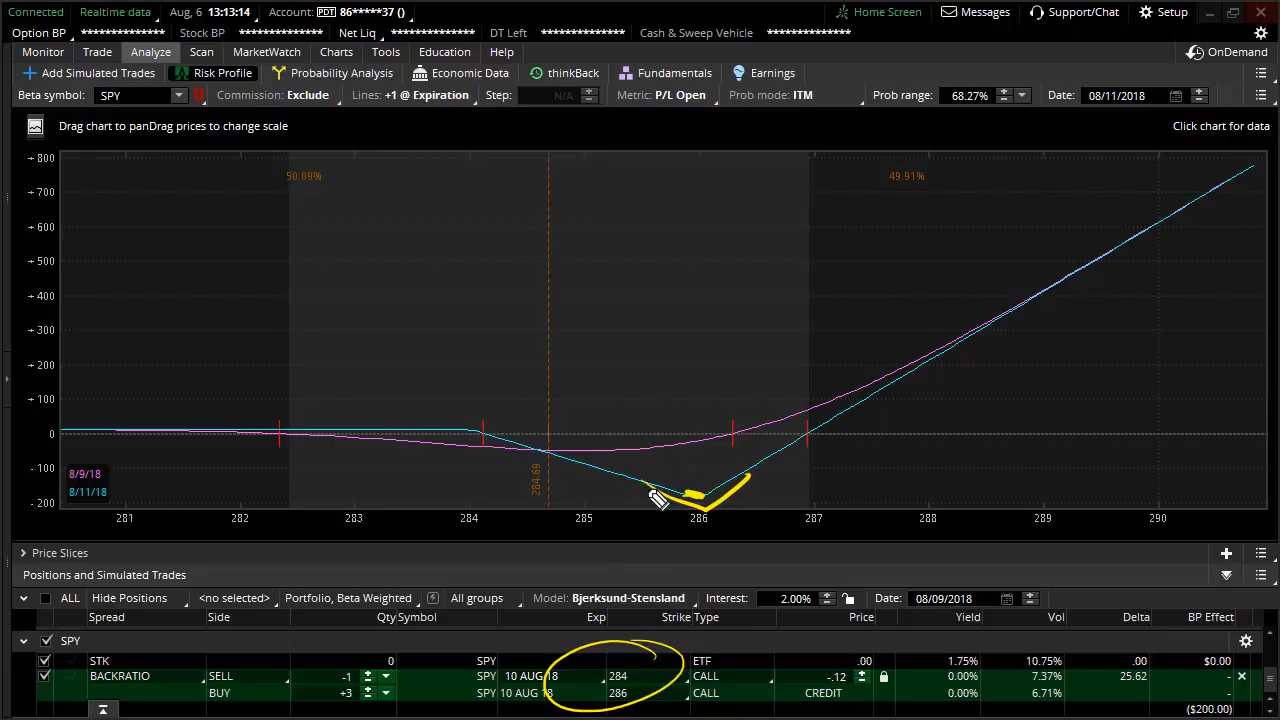 Connected Realtime data Aug, 6 13:13:14 Account: PDT 86*****37 () Home Screen Messages Support/Chat Setup
Option BP ************** Stock BP ************** Net Liq ************** DT Left ************** Cash & Sweep Vehicle **************
Monitor Trade Analyze Scan MarketWatch Charts Tools Education Help OnDemand
Add Simulated Trades Risk Profile Probability Analysis Economic Data thinkBack Fundamentals Earnings
Beta symbol: SPY Commission: Exclude Lines: +1 @ Expiration Step: N/A Metric: P/L Open Prob mode: ITM Prob range: 68.27% Date: 08/11/2018
Drag chart to panDrag prices to change scale Click chart for data
+ 800
50.09% 49.91%
+ 700
+ 600
+ 500
+ 400
+ 300
+ 200
+ 100
0
- 100
284.69
8/9/18
8/11/18
- 200
281 282 283 284 285 286 287 288 289 290
Price Slices
Positions and Simulated Trades
ALL Hide Positions <no selected> Portfolio, Beta Weighted All groups Model: Bjerksund-Stensland Interest: 2.00% Date: 08/09/2018
Spread Side Qty Symbol Exp Strike Type Price Yield Vol Delta BP Effect
SPY
STK 0 SPY ETF .00 1.75% 10.75% .00 $0.00
BACKRATIO SELL -1 SPY 10 AUG 18 284 CALL -.12 0.00% 7.37% 25.62 -
BUY +3 SPY 10 AUG 18 286 CALL CREDIT 0.00% 6.71% -
($200.00)